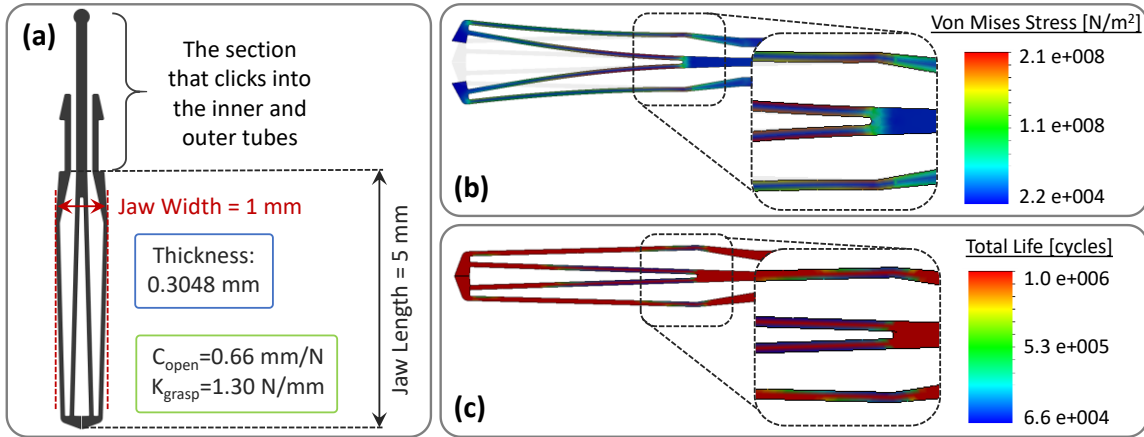 (a)
The section
that clicks into
the inner and
outer tubes
Jaw Width = 1 mm
Thickness:
0.3048 mm
C_open=0.66 mm/N
K_grasp=1.30 N/mm
Jaw Length = 5 mm
(b)
Von Mises Stress [N/m²]
2.1 e+008
1.1 e+008
2.2 e+004
(c)
Total Life [cycles]
1.0 e+006
5.3 e+005
6.6 e+004